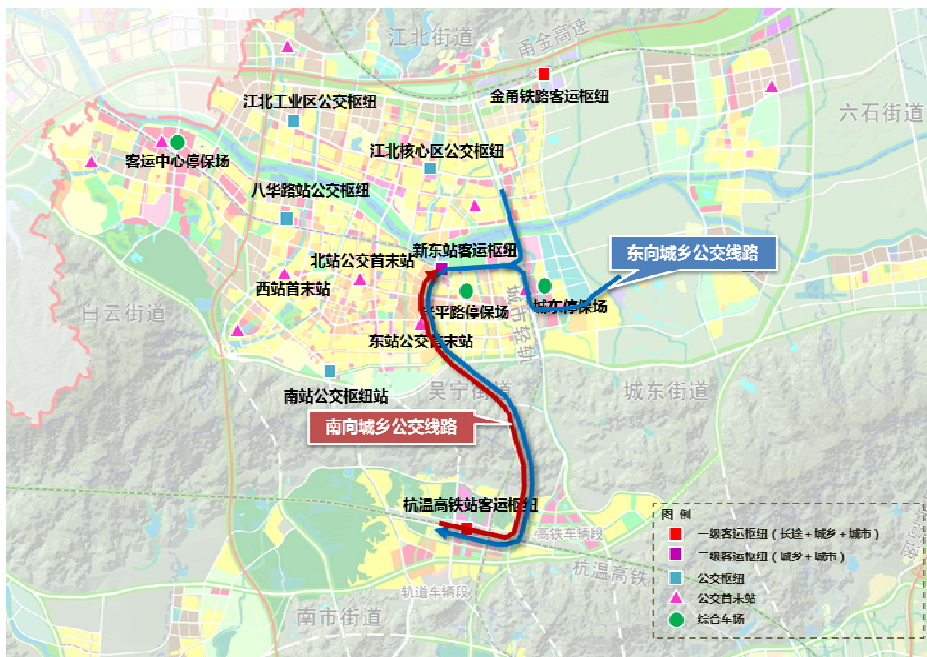 江北街道
甬金高速
金甬铁路客运枢纽
江北工业区公交枢纽
六石街道
江北核心区公交枢纽
客运中心停保场
八华路站公交枢纽
新东站客运枢纽
东向城乡公交线路
北站公交首末站
西站首末站
城东停保场
平路停保场
城市轻轨
白云街道
东站公交首末站
南站公交枢纽站
吴宁街道
城东街道
南向城乡公交线路
杭温高铁站客运枢纽
高铁车辆段
杭温高铁
轨道车辆段
南市街道
图 例
一级客运枢纽（长途+城乡+城市）
二级客运枢纽（城乡+城市）
公交枢纽
公交首末站
综合车场